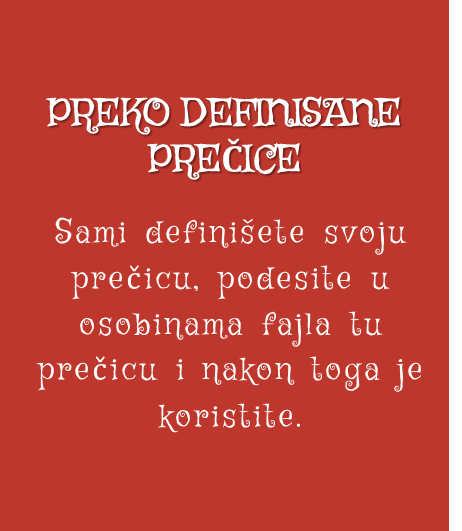 PREKO DEFINISANE
PREČICE
Sami definišete svoju
prečicu, podesite u
osobinama fajla tu
prečicu i nakon toga je
koristite.